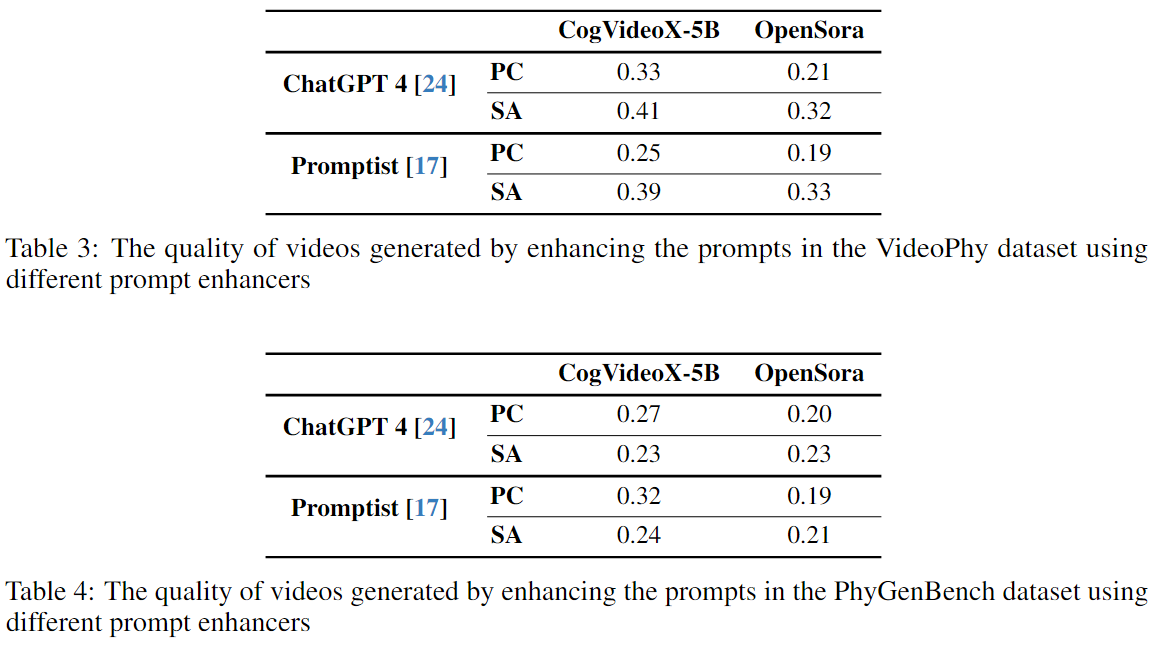 CogVideoX-5B OpenSora
ChatGPT 4 [24] PC 0.33 0.21
SA 0.41 0.32
Promptist [17] PC 0.25 0.19
SA 0.39 0.33
Table 3: The quality of videos generated by enhancing the prompts in the VideoPhy dataset using
different prompt enhancers
CogVideoX-5B OpenSora
ChatGPT 4 [24] PC 0.27 0.20
SA 0.23 0.23
Promptist [17] PC 0.32 0.19
SA 0.24 0.21
Table 4: The quality of videos generated by enhancing the prompts in the PhyGenBench dataset using
different prompt enhancers